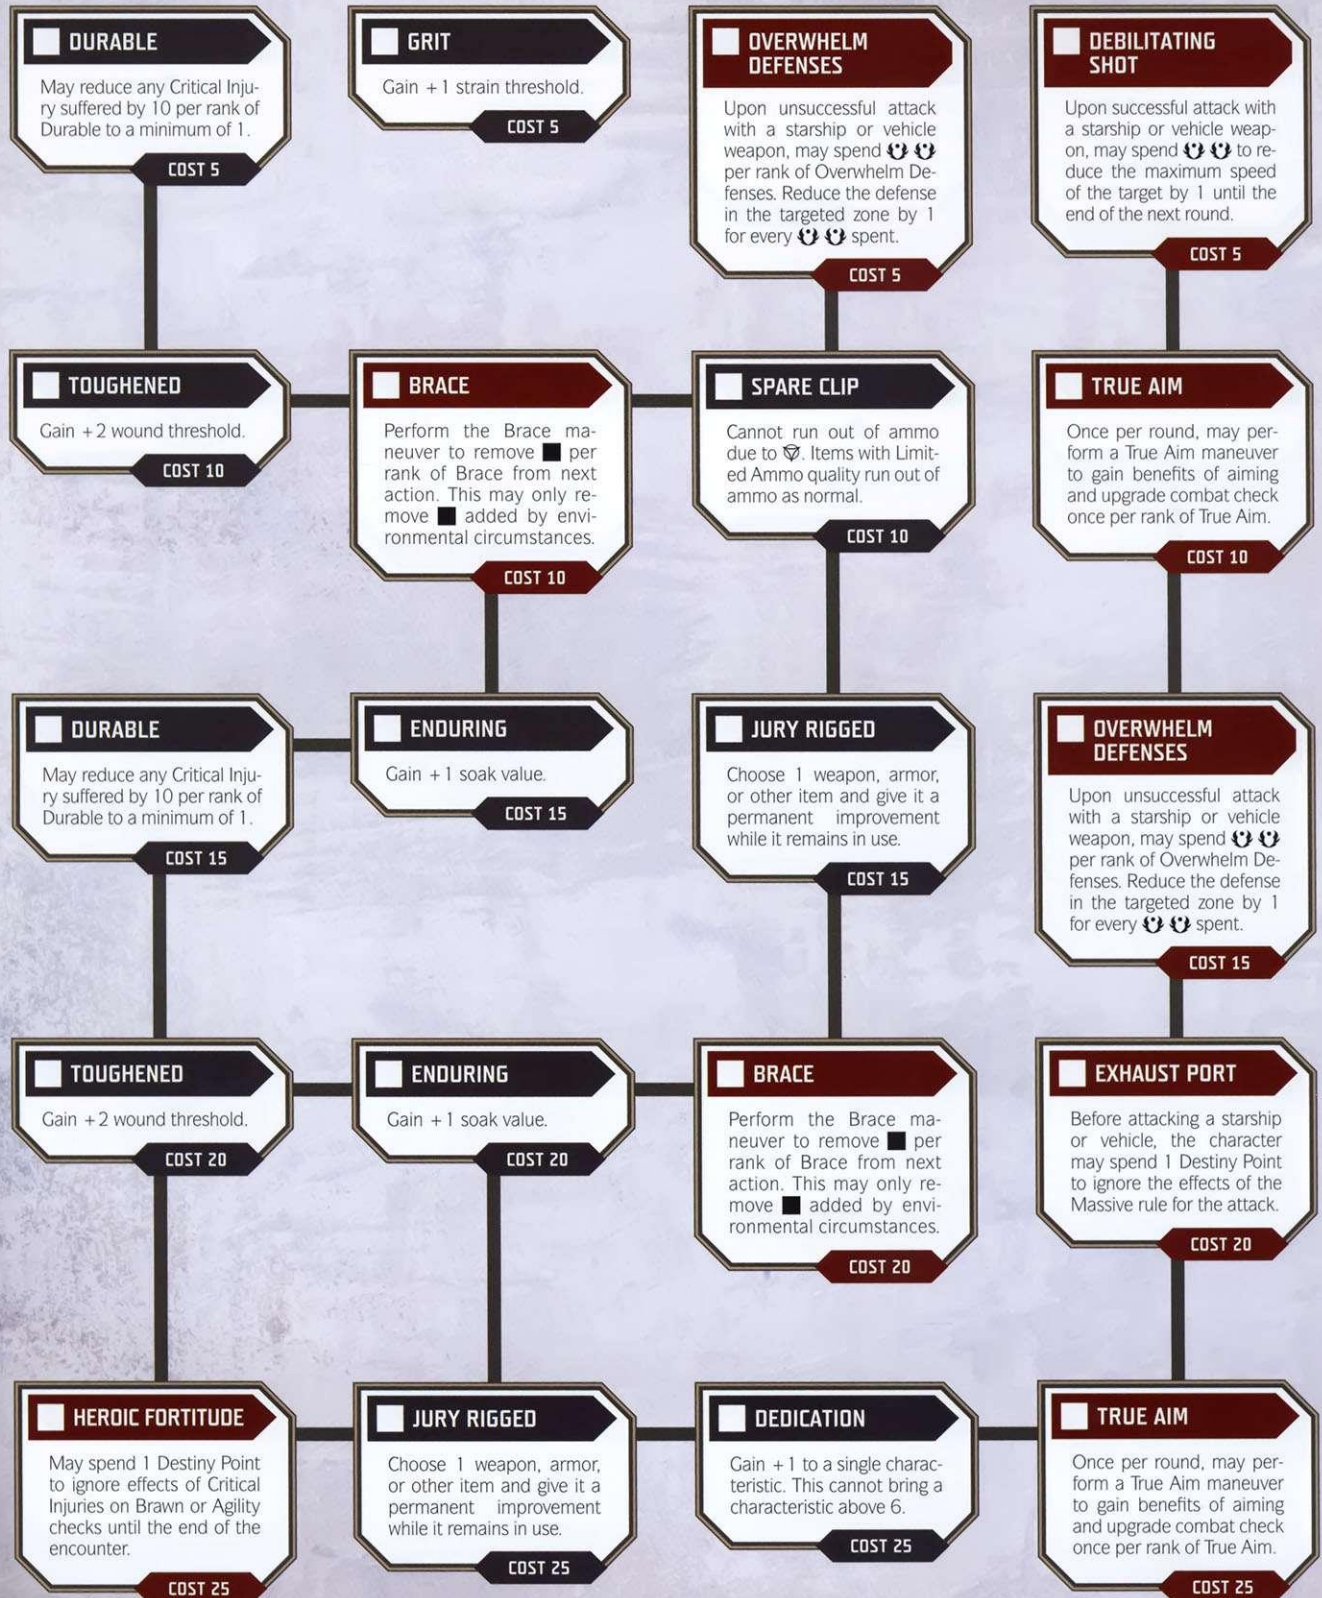 DURABLE
May reduce any Critical Inju-
ry suffered by 10 per rank of
Durable to a minimum of 1.
COST 5
GRIT
Gain +1 strain threshold.
COST 5
OVERWHELM
DEFENSES
Upon unsuccessful attack
with a starship or vehicle
weapon, may spend
per rank of Overwhelm De-
fenses. Reduce the defense
in the targeted zone by 1
for every spent.
COST 5
DEBILITATING
SHOT
Upon successful attack with
a starship or vehicle weap-
on, may spend to re-
duce the maximum speed
of the target by 1 until the
end of the next round.
COST 5
TOUGHENED
Gain +2 wound threshold.
COST 10
BRACE
Perform the Brace ma-
neuver to remove per
rank of Brace from next
action. This may only re-
move added by envi-
ronmental circumstances.
COST 10
SPARE CLIP
Cannot run out of ammo
due to . Items with Limit-
ed Ammo quality run out of
ammo as normal.
COST 10
TRUE AIM
Once per round, may per-
form a True Aim maneuver
to gain benefits of aiming
and upgrade combat check
once per rank of True Aim.
COST 10
DURABLE
May reduce any Critical Inju-
ry suffered by 10 per rank of
Durable to a minimum of 1.
COST 15
ENDURING
Gain +1 soak value.
COST 15
JURY RIGGED
Choose 1 weapon, armor,
or other item and give it a
permanent improvement
while it remains in use.
COST 15
OVERWHELM
DEFENSES
Upon unsuccessful attack
with a starship or vehicle
weapon, may spend
per rank of Overwhelm De-
fenses. Reduce the defense
in the targeted zone by 1
for every spent.
COST 15
TOUGHENED
Gain +2 wound threshold.
COST 20
ENDURING
Gain +1 soak value.
COST 20
BRACE
Perform the Brace ma-
neuver to remove per
rank of Brace from next
action. This may only re-
move added by envi-
ronmental circumstances.
COST 20
EXHAUST PORT
Before attacking a starship
or vehicle, the character
may spend 1 Destiny Point
to ignore the effects of the
Massive rule for the attack.
COST 20
HEROIC FORTITUDE
May spend 1 Destiny Point
to ignore effects of Critical
Injuries on Brawn or Agility
checks until the end of the
encounter.
COST 25
JURY RIGGED
Choose 1 weapon, armor,
or other item and give it a
permanent improvement
while it remains in use.
COST 25
DEDICATION
Gain +1 to a single charac-
teristic. This cannot bring a
characteristic above 6.
COST 25
TRUE AIM
Once per round, may per-
form a True Aim maneuver
to gain benefits of aiming
and upgrade combat check
once per rank of True Aim.
COST 25